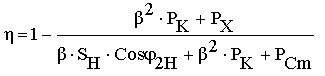 η = 1 − (β² · P_K + P_X) / (β · S_H · Cosφ_2H + β² · P_K + P_Cm)